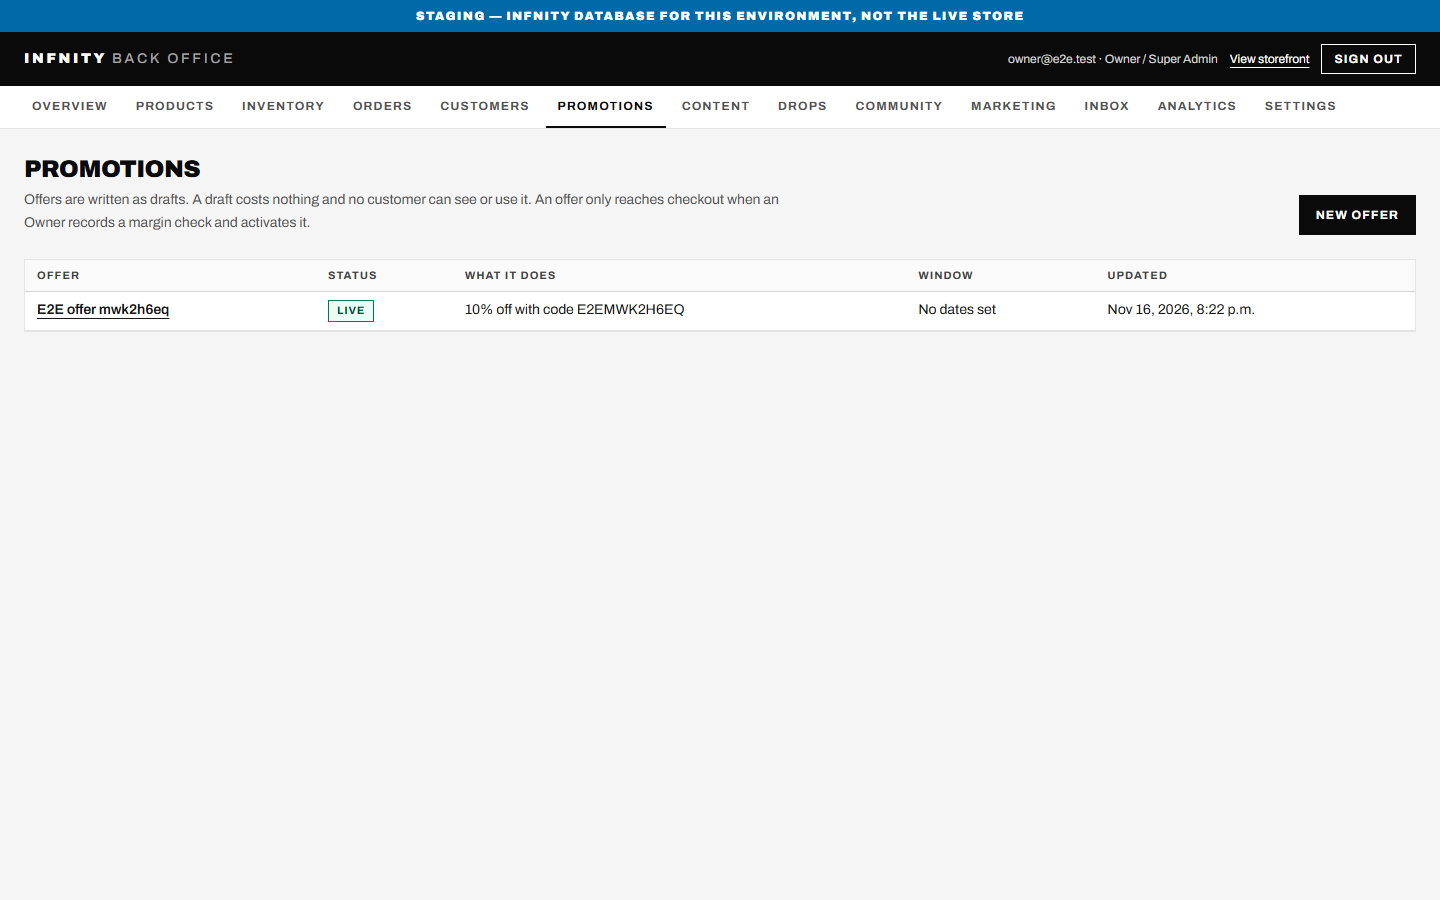 STAGING — INFNITY DATABASE FOR THIS ENVIRONMENT, NOT THE LIVE STORE
INFNITY BACK OFFICE
owner@e2e.test · Owner / Super Admin View storefront SIGN OUT
OVERVIEW PRODUCTS INVENTORY ORDERS CUSTOMERS PROMOTIONS CONTENT DROPS COMMUNITY MARKETING INBOX ANALYTICS SETTINGS
PROMOTIONS
Offers are written as drafts. A draft costs nothing and no customer can see or use it. An offer only reaches checkout when an
Owner records a margin check and activates it.
NEW OFFER
OFFER STATUS WHAT IT DOES WINDOW UPDATED
E2E offer mwk2h6eq LIVE 10% off with code E2EMWK2H6EQ No dates set Nov 16, 2026, 8:22 p.m.